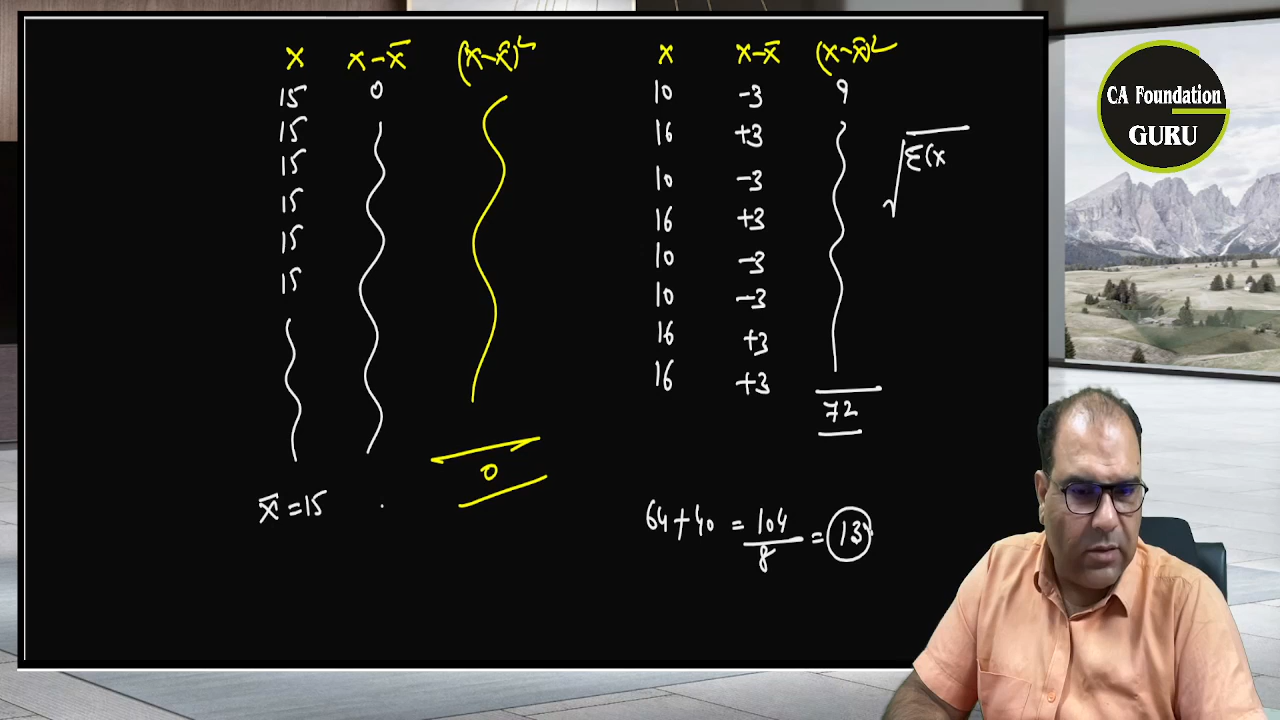 x x-x̄ (x-x̄)²
15 0
15
15
15
15
15
0
x̄ = 15
x x-x̄ (x-x̄)²
10 -3 9
16 +3
10 -3
16 +3
10 -3
10 -3
16 +3
16 +3
72
√Σ(x
64+40 = 104/8 = 13
CA Foundation
GURU